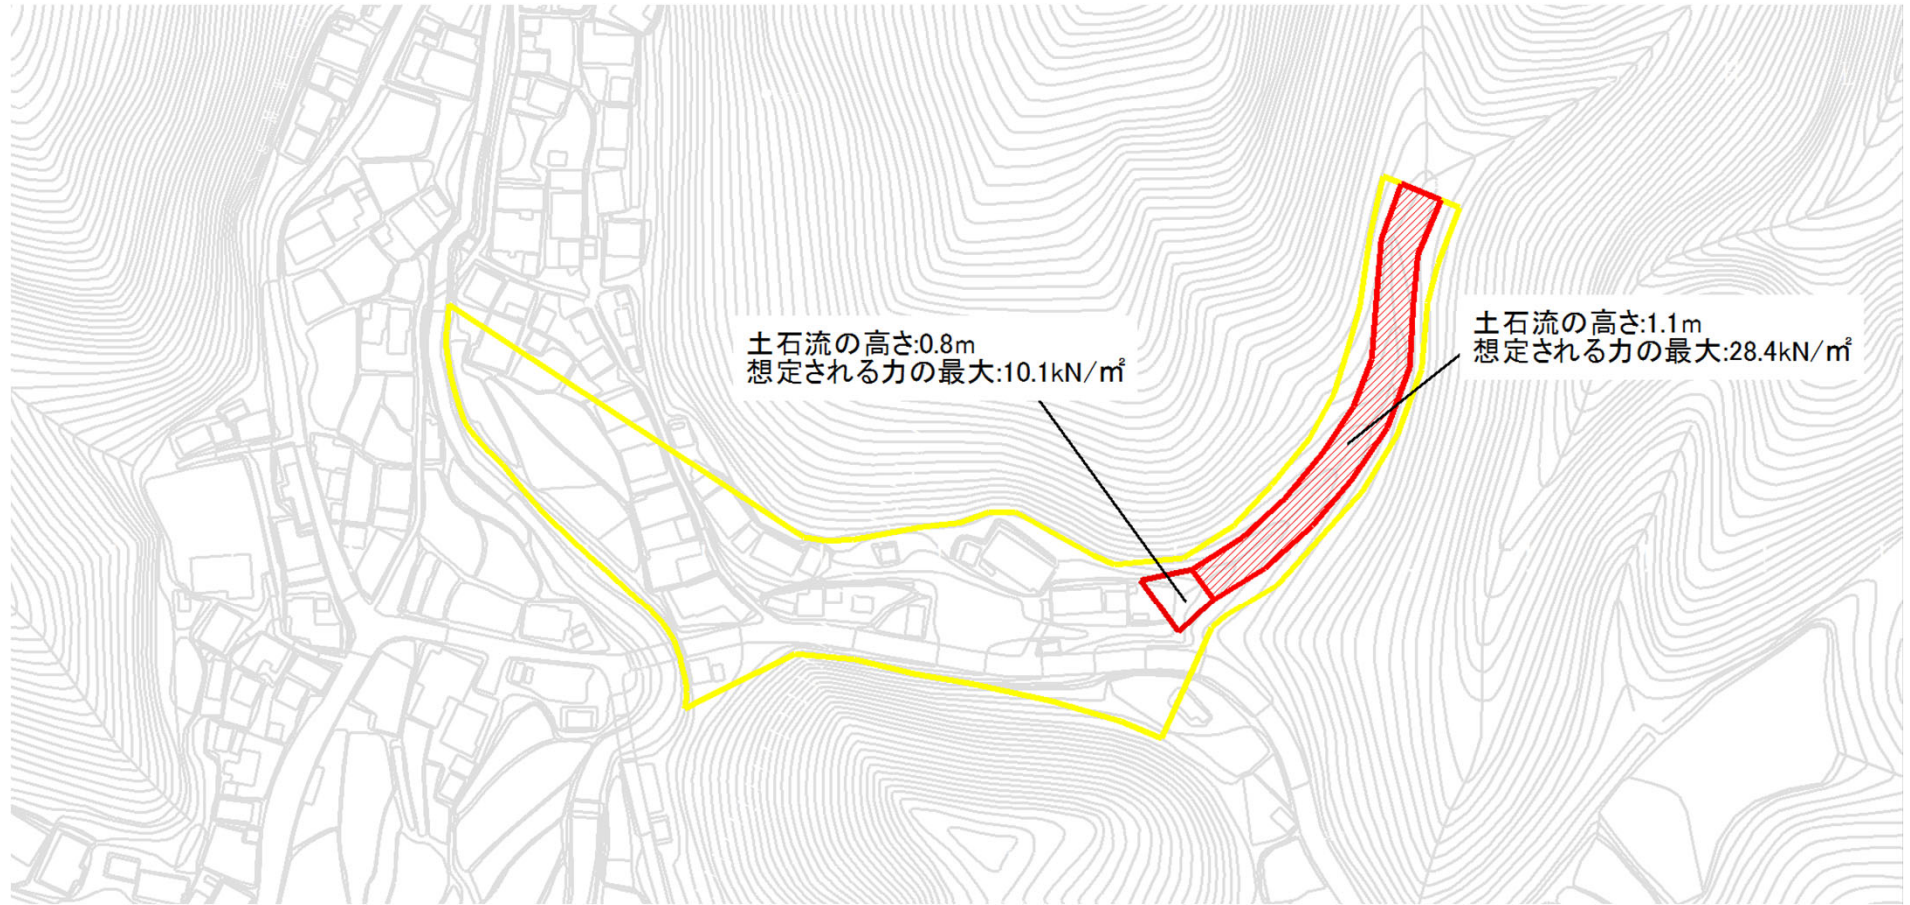 土石流の高さ:0.8m
想定される力の最大:10.1kN/㎡
土石流の高さ:1.1m
想定される力の最大:28.4kN/㎡